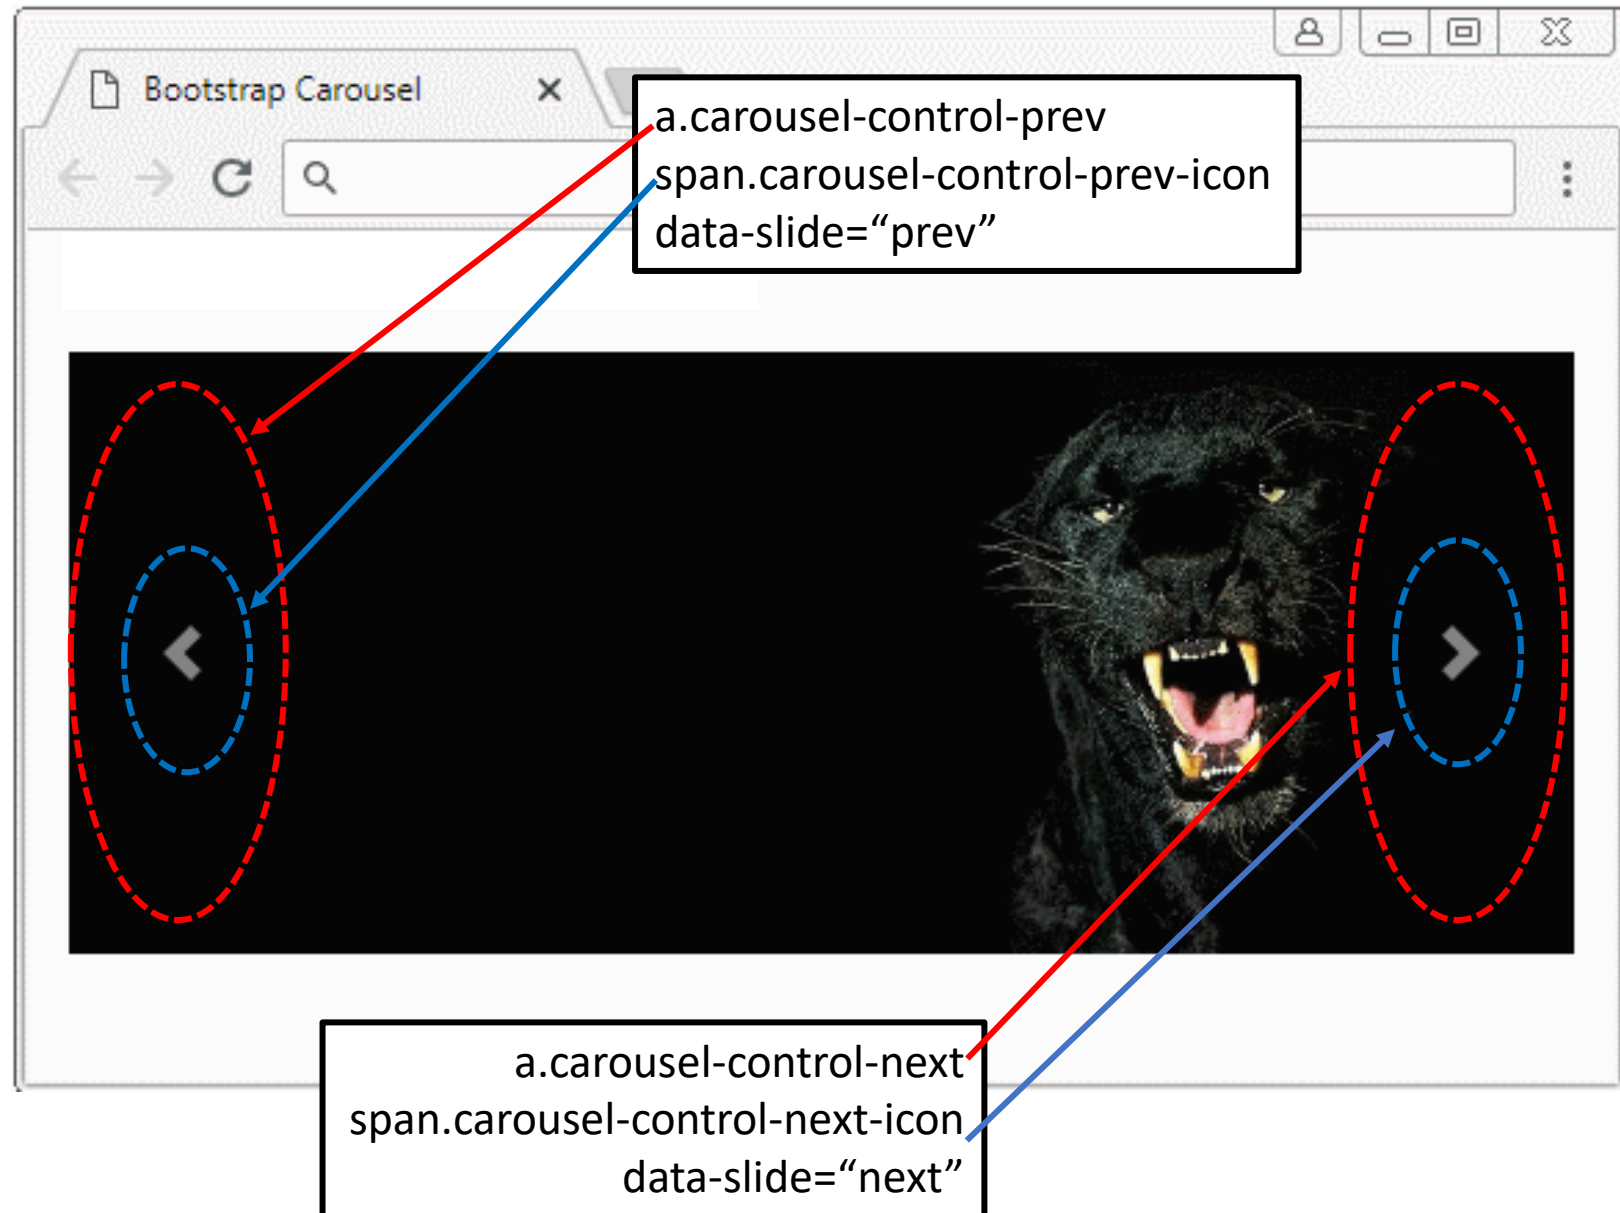 Bootstrap Carousel
a.carousel-control-prev
span.carousel-control-prev-icon
data-slide=“prev”
a.carousel-control-next
span.carousel-control-next-icon
data-slide=“next”